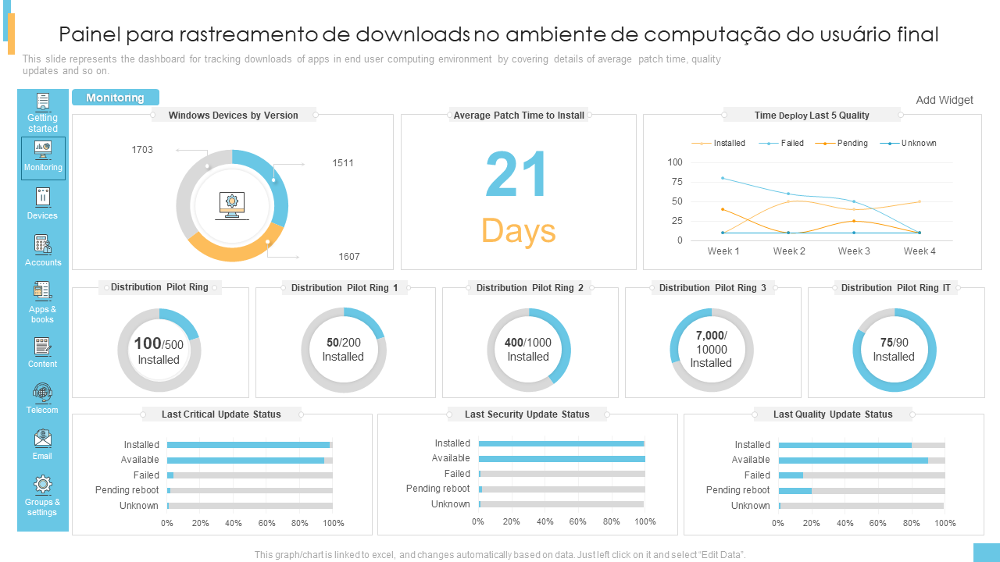 Painel para rastreamento de downloads no ambiente de computação do usuário final
This slide represents the dashboard for tracking downloads of apps in end user computing environment by covering details of average patch time, quality
updates and so on.
Getting
started
Monitoring
Devices
Accounts
Apps &
books
Content
Telecom
Email
Groups &
settings
Monitoring
Add Widget
Windows Devices by Version
1703
1511
1607
Average Patch Time to Install
21
Days
Time Deploy Last 5 Quality
Installed
Failed
Pending
Unknown
100
75
50
25
0
Week 1
Week 2
Week 3
Week 4
Distribution Pilot Ring
100/500
Installed
Distribution Pilot Ring 1
50/200
Installed
Distribution Pilot Ring 2
400/1000
Installed
Distribution Pilot Ring 3
7,000/
10000
Installed
Distribution Pilot Ring IT
75/90
Installed
Last Critical Update Status
Installed
Available
Failed
Pending reboot
Unknown
0% 20% 40% 60% 80% 100%
Last Security Update Status
Installed
Available
Failed
Pending reboot
Unknown
0% 20% 40% 60% 80% 100%
Last Quality Update Status
Installed
Available
Failed
Pending reboot
Unknown
0% 20% 40% 60% 80% 100%
This graph/chart is linked to excel, and changes automatically based on data. Just left click on it and select “Edit Data”.